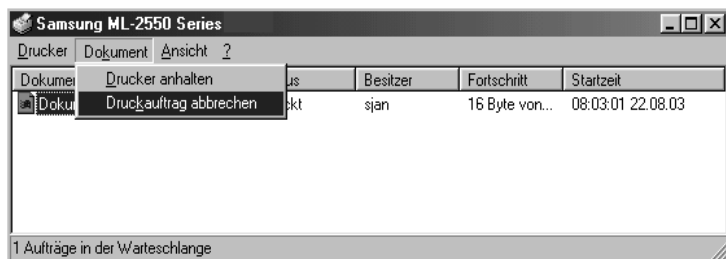 Samsung ML-2550 Series
Drucker Dokument Ansicht ?
Drucker anhalten
Druckauftrag abbrechen
Besitzer Fortschritt Startzeit
sjan 16 Byte von... 08:03:01 22.08.03
1 Aufträge in der Warteschlange